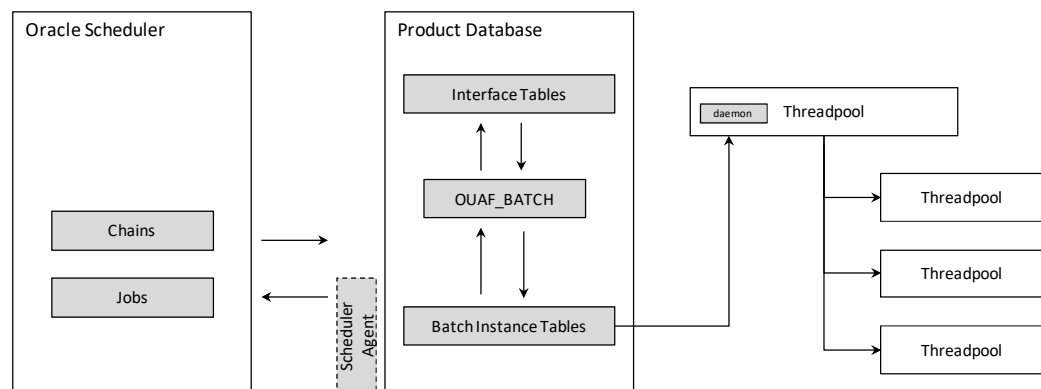 Oracle Scheduler
Chains
Jobs
Scheduler
Agent
Product Database
Interface Tables
OUAF_BATCH
Batch Instance Tables
daemon
Threadpool
Threadpool
Threadpool
Threadpool